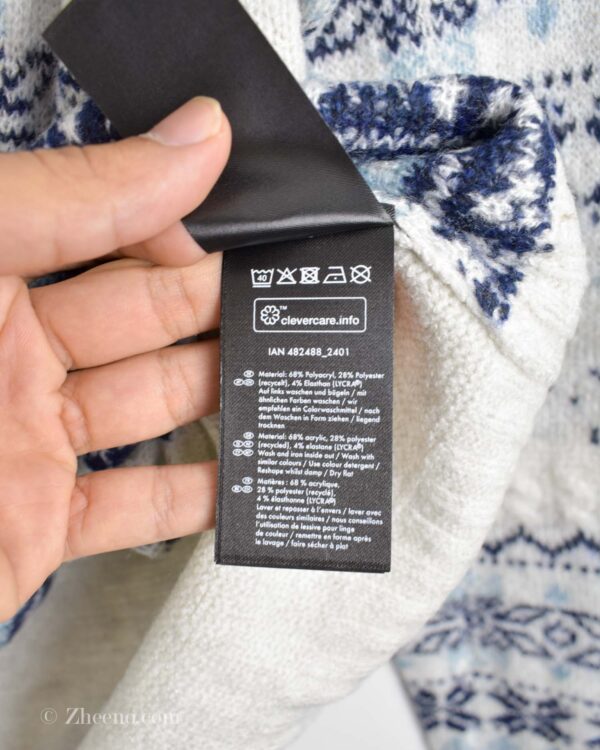 40
™
clevercare.info
IAN 482488_2401
Material: 68% Polyacryl, 28% Polyester
(recycelt), 4% Elasthan (LYCRA®)
Auf links waschen und bügeln / mit
ähnlichen Farben waschen / wir
empfehlen ein Colorwaschmittel / nach
dem Waschen in Form ziehen / liegend
trocknen
Material: 68% acrylic, 28% polyester
(recycled), 4% elastane (LYCRA®)
Wash and iron inside out / Wash with
similar colours / Use colour detergent /
Reshape whilst damp / Dry flat
Matières : 68 % acrylique,
28 % polyester (recyclé),
4 % élasthanne (LYCRA®)
Laver et repasser à l'envers / laver avec
des couleurs similaires / nous conseillons
l'utilisation de lessive pour linge
de couleur / remettre en forme après
le lavage / faire sécher à plat
© Zheena.com